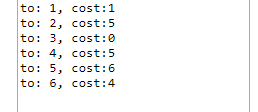 to: 1, cost:1
to: 2, cost:5
to: 3, cost:0
to: 4, cost:5
to: 5, cost:6
to: 6, cost:4